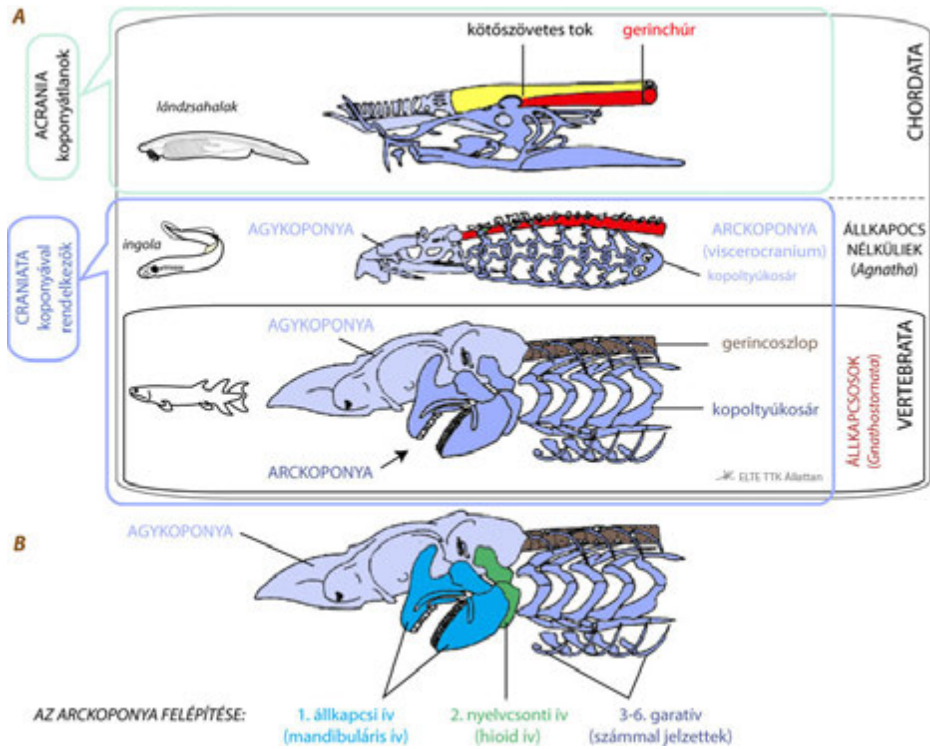 A
kötőszövetes tok
gerinchúr
ACRANIA
koponyátlanok
lándzsahalak
CHORDATA
CRANIATA
koponyával
rendelkezők
ingola
AGYKOPONYA
ARCKOPONYA
(viscerocranium)
kopoltyúkosár
ÁLLKAPOCS
NÉLKÜLIEK
(Agnatha)
AGYKOPONYA
gerincoszlop
kopoltyúkosár
ARCKOPONYA
ELTE TTK Állattan
ÁLLKAPCSOSOK
(Gnathostomata)
VERTEBRATA
B
AGYKOPONYA
AZ ARCKOPONYA FELÉPÍTÉSE:
1. állkapcsi ív
(mandibuláris ív)
2. nyelvcsonti ív
(hioid ív)
3-6. garatív
(számmal jelzettek)